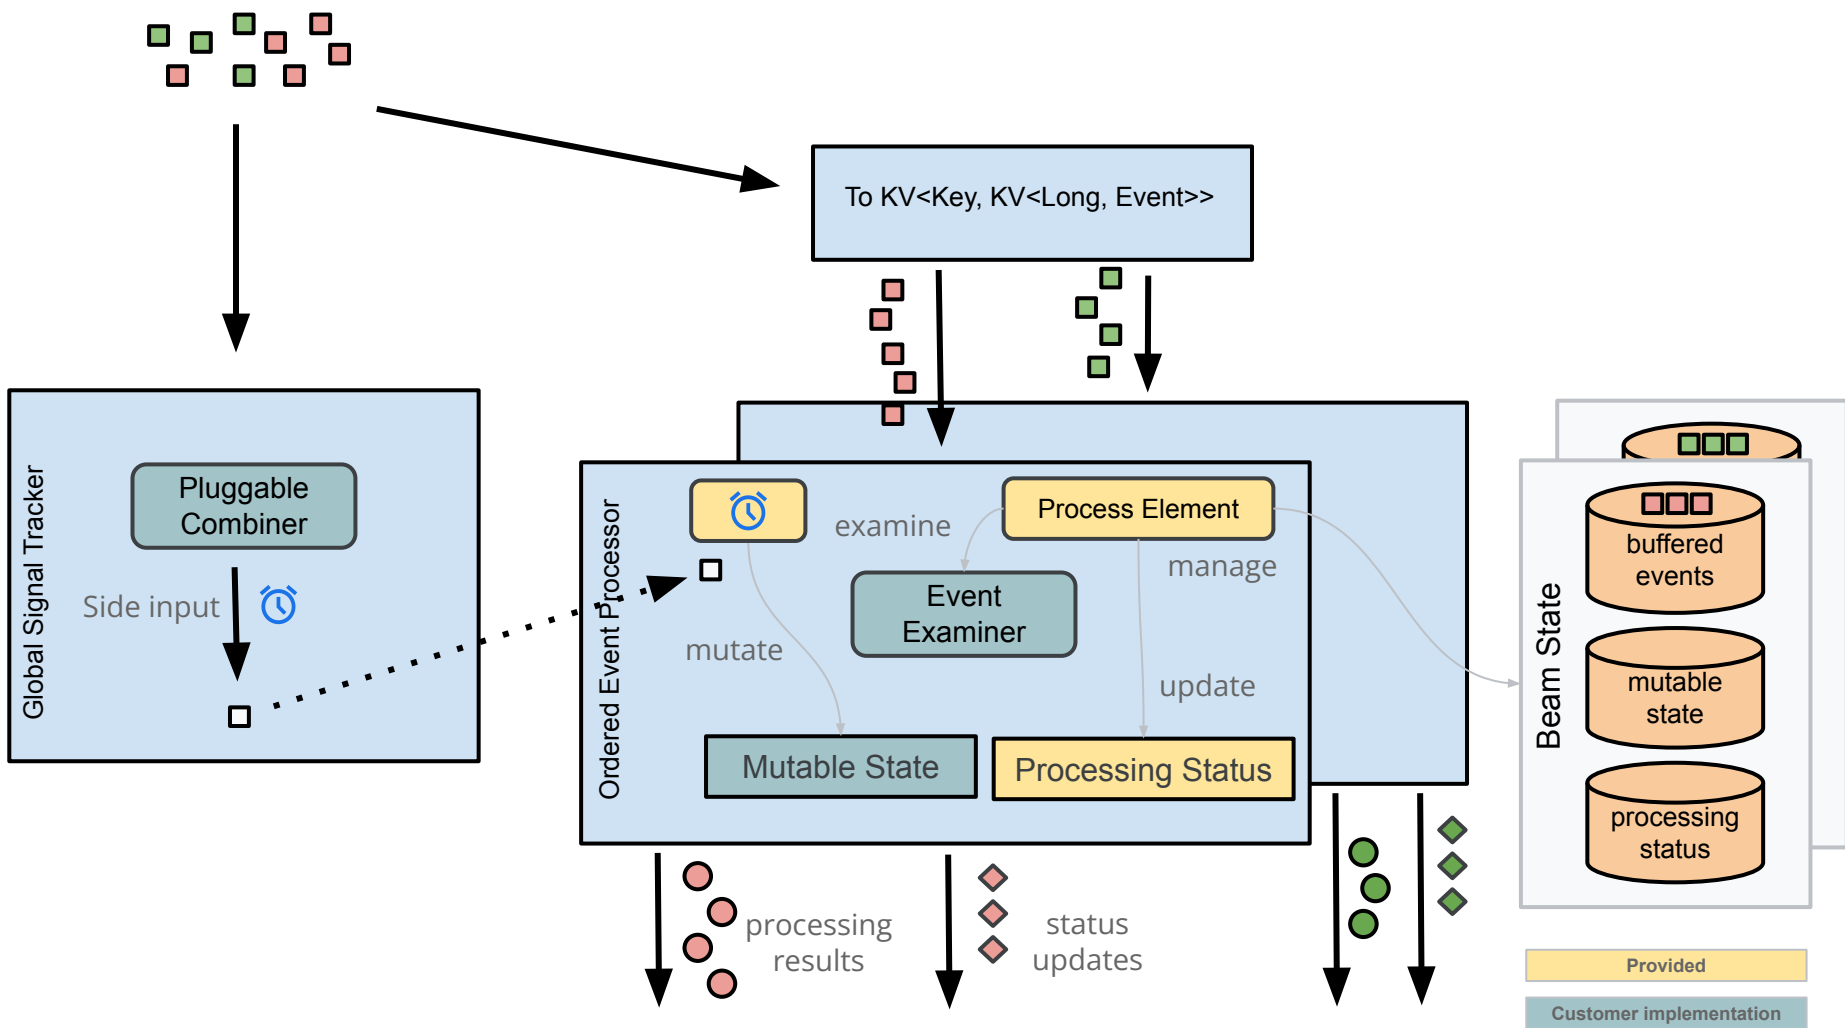 To KV<Key, KV<Long, Event>>
Global Signal Tracker
Pluggable
Combiner
Side input
Ordered Event Processor
examine
Process Element
manage
Event
Examiner
mutate
update
Mutable State
Processing Status
Beam State
buffered
events
mutable
state
processing
status
processing
results
status
updates
Provided
Customer implementation